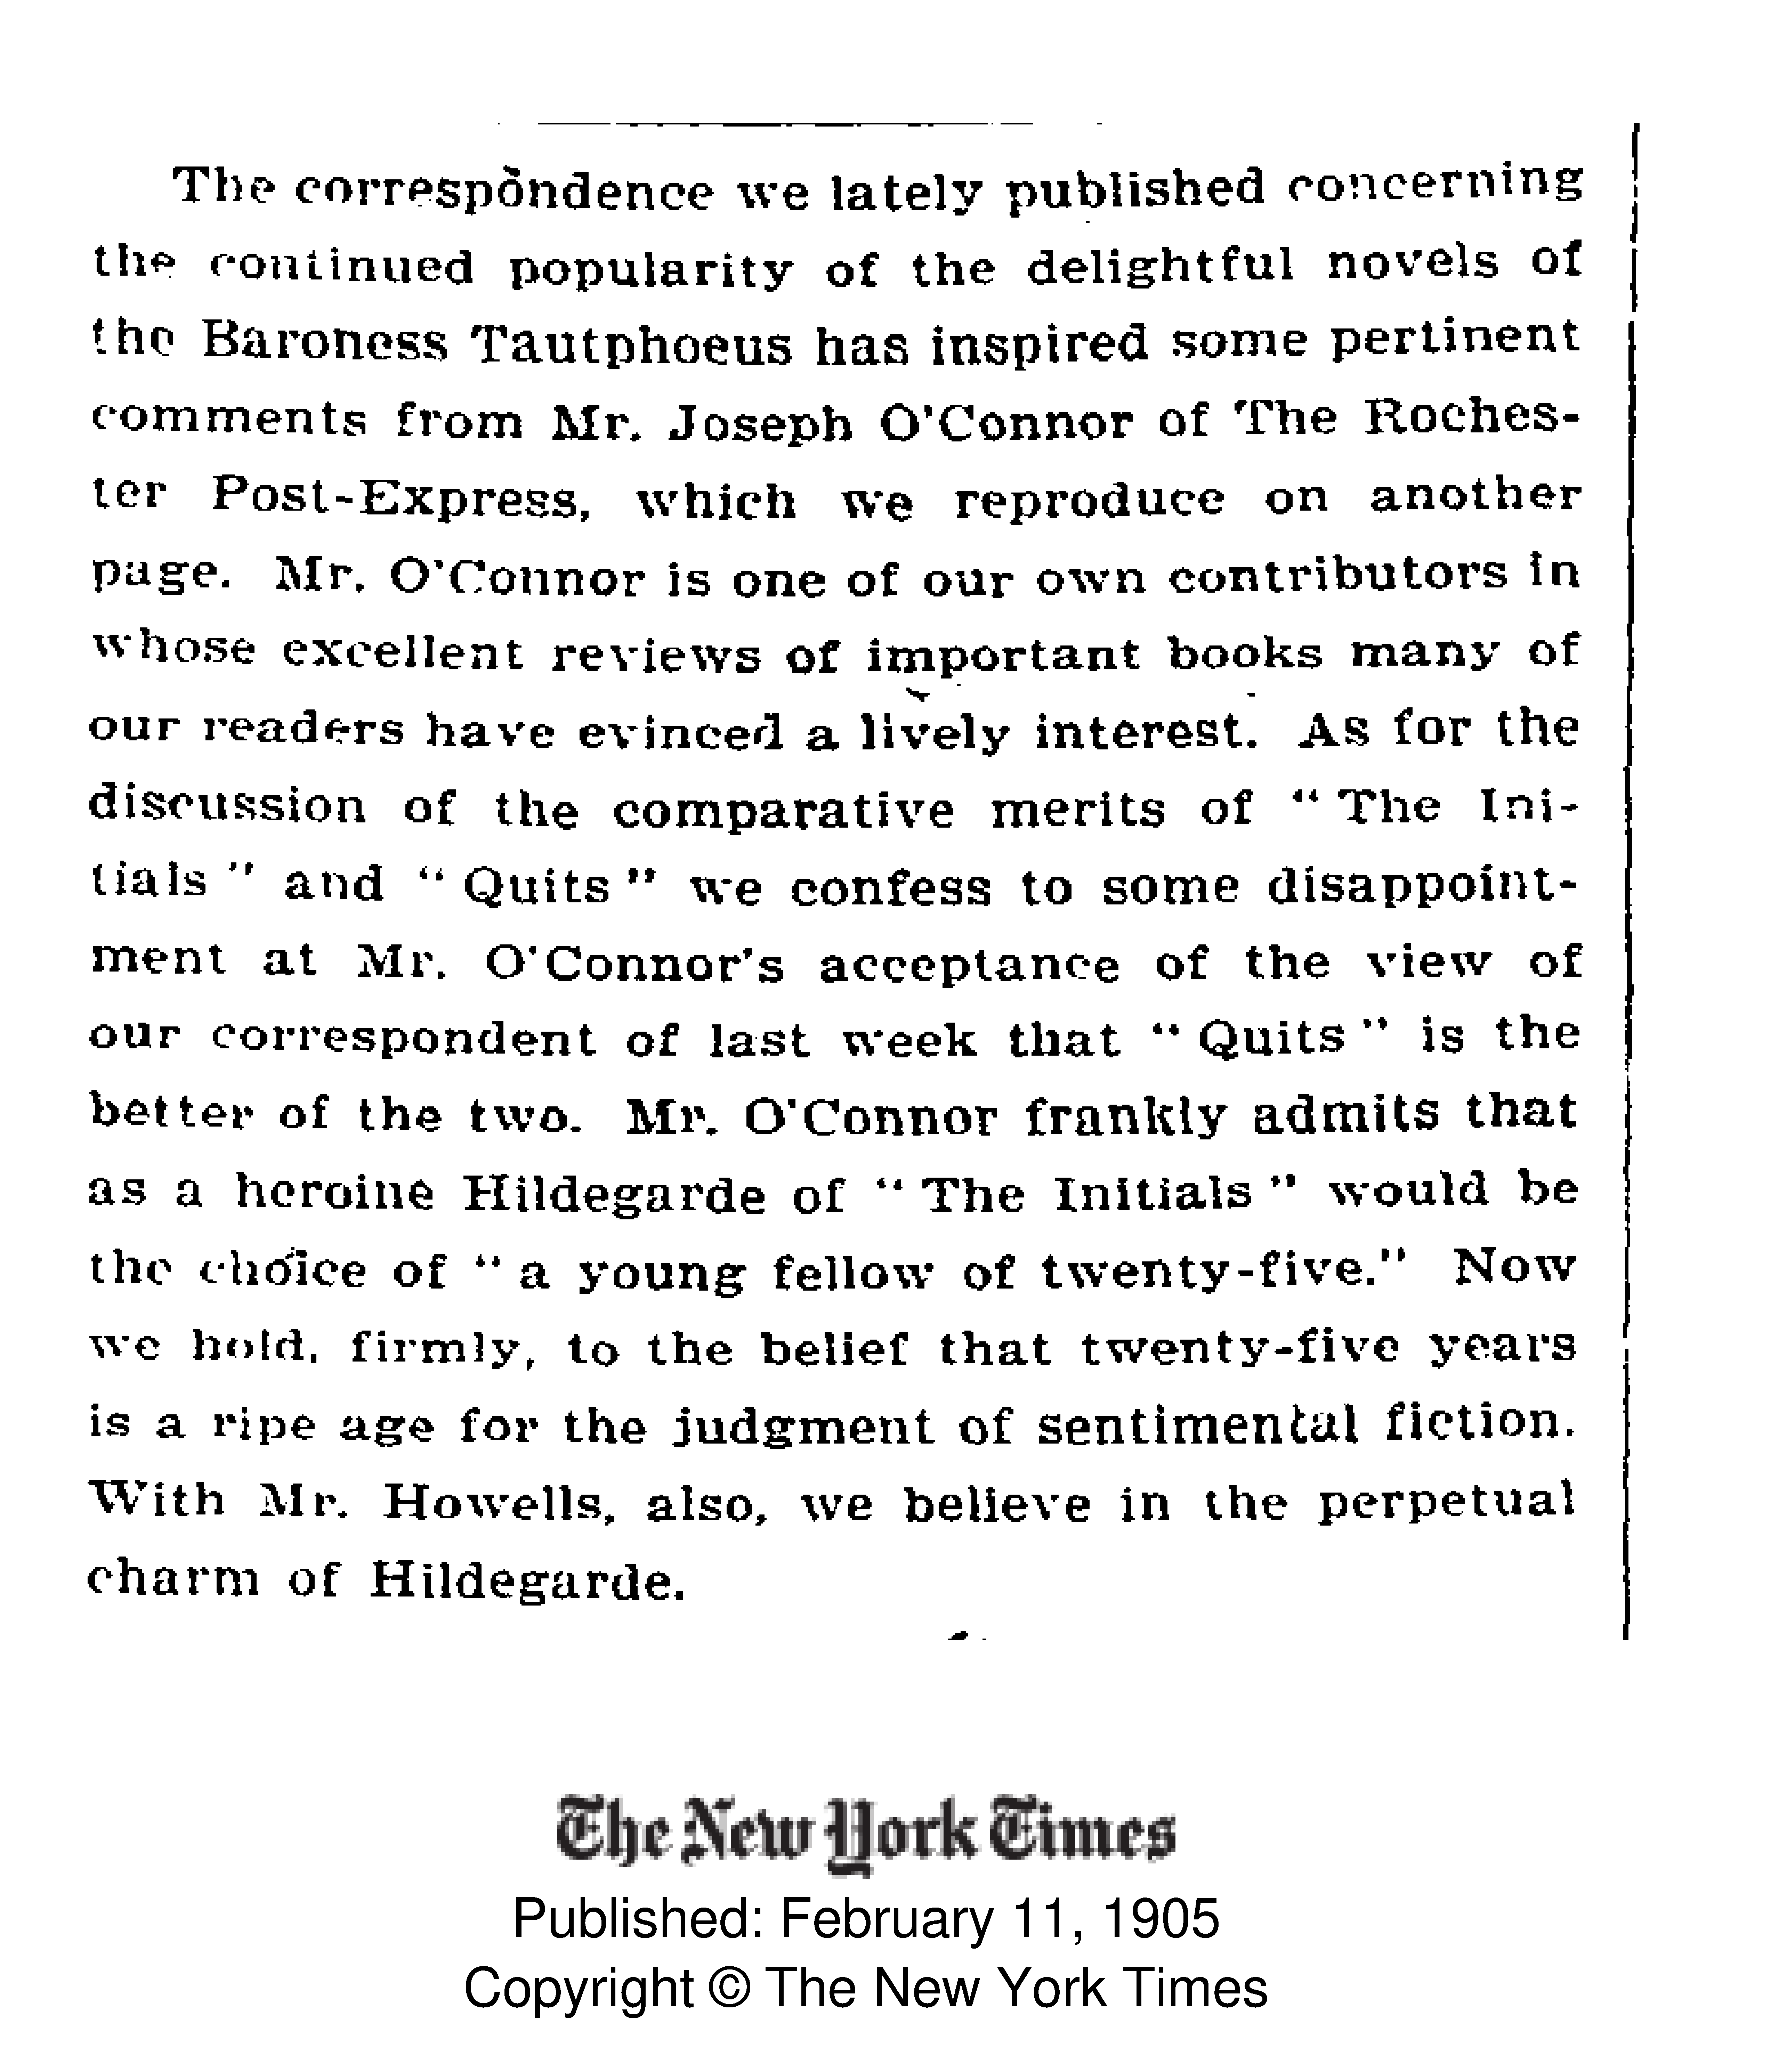 The correspondence we lately published concerning
the continued popularity of the delightful novels of
the Baroness Tautphoeus has inspired some pertinent
comments from Mr. Joseph O'Connor of The Roches-
ter Post-Express, which we reproduce on another
page. Mr. O'Connor is one of our own contributors in
whose excellent reviews of important books many of
our readers have evinced a lively interest. As for the
discussion of the comparative merits of " The Ini-
tials " and " Quits " we confess to some disappoint-
ment at Mr. O'Connor's acceptance of the view of
our correspondent of last week that " Quits " is the
better of the two. Mr. O'Connor frankly admits that
as a heroine Hildegarde of " The Initials " would be
the choice of " a young fellow of twenty-five." Now
we hold, firmly, to the belief that twenty-five years
is a ripe age for the judgment of sentimental fiction.
With Mr. Howells, also, we believe in the perpetual
charm of Hildegarde.
The New York Times
Published: February 11, 1905
Copyright © The New York Times